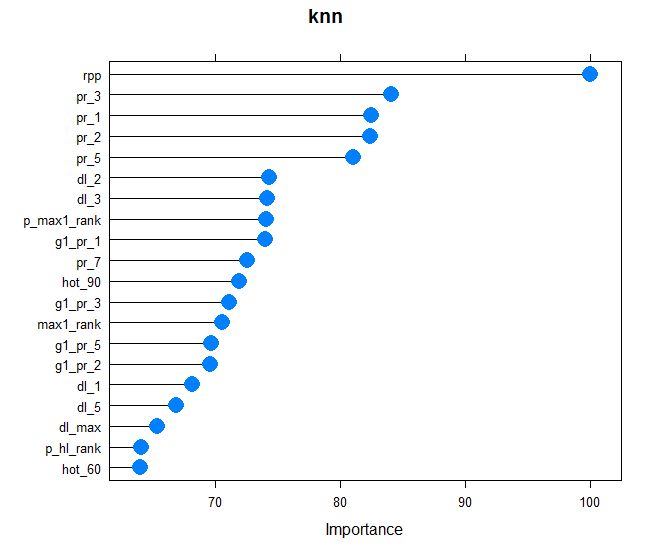 knn
rpp
pr_3
pr_1
pr_2
pr_5
dl_2
dl_3
p_max1_rank
g1_pr_1
pr_7
hot_90
g1_pr_3
max1_rank
g1_pr_5
g1_pr_2
dl_1
dl_5
dl_max
p_hl_rank
hot_60
70 80 90 100
Importance